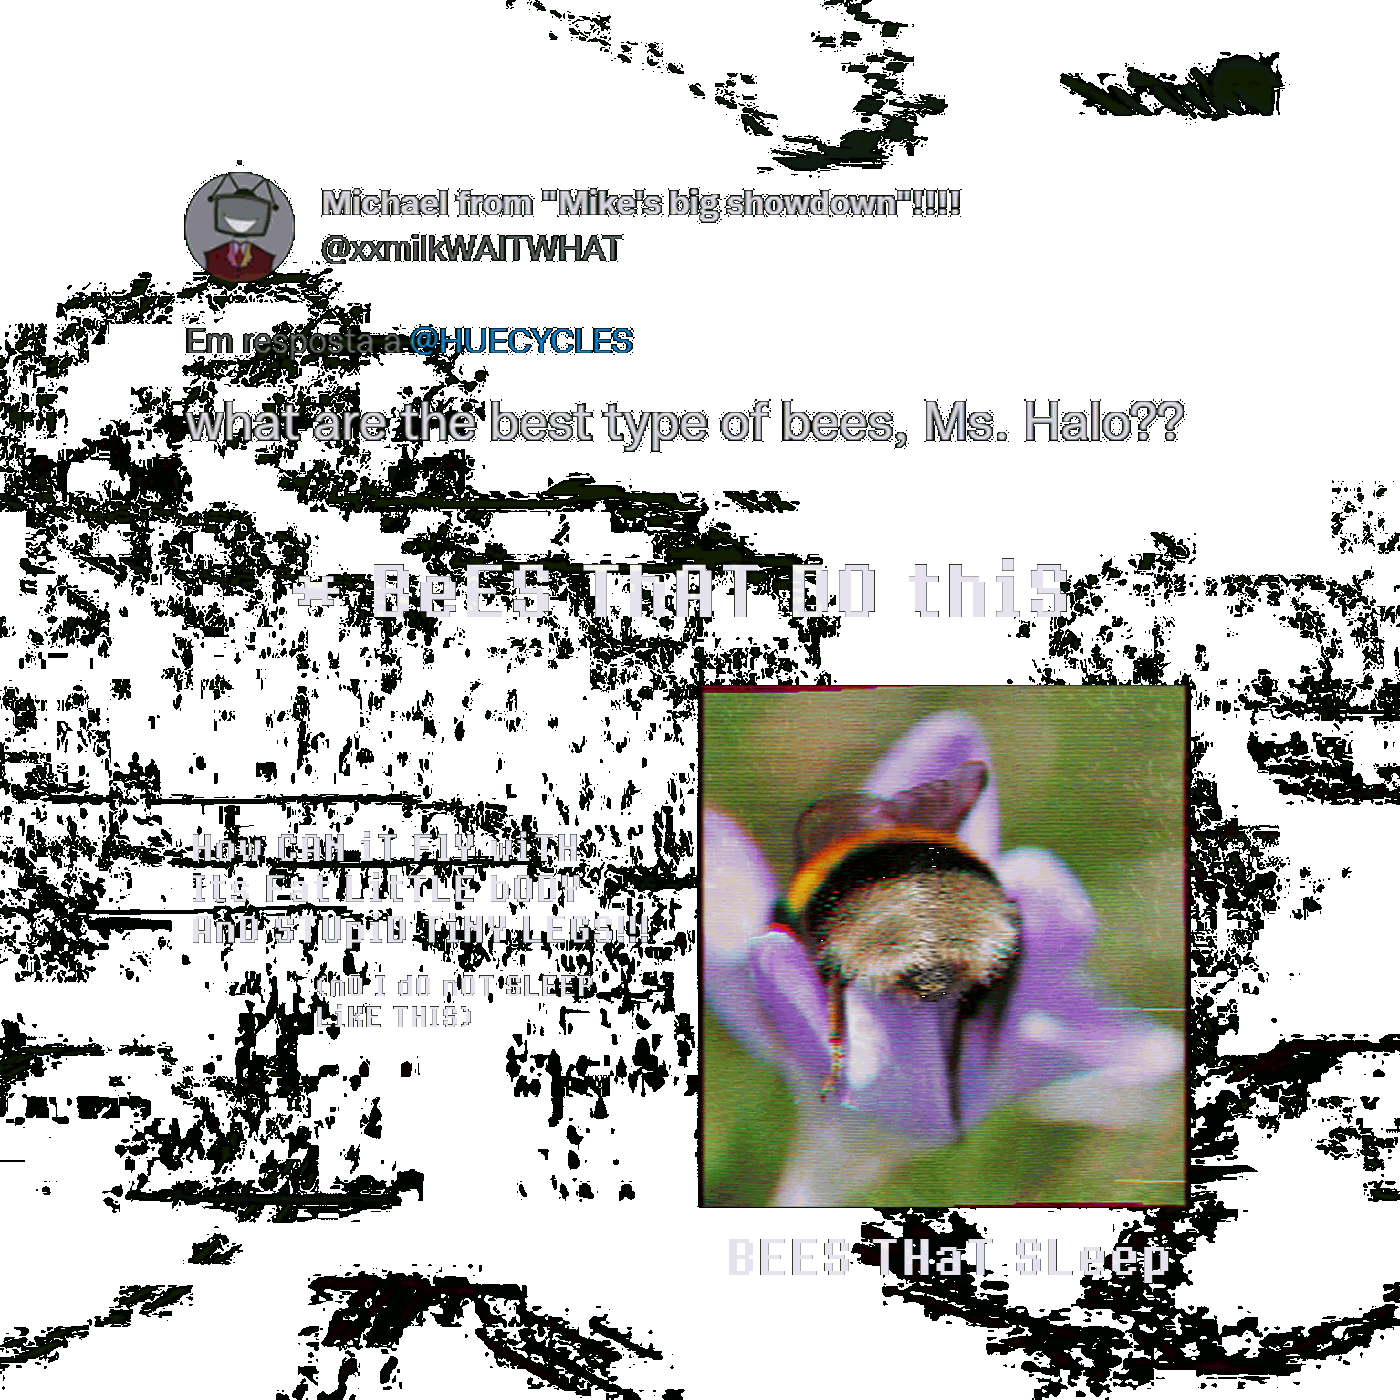 Michael from "Mike's big showdown"!!!!
@xxmilkWAITWHAT
Em resposta a @HUECYCLES
what are the best type of bees, Ms. Halo??
* BeES ThAT DO thiS
How CAN iT FlY wiTH
Its Fat LittLE bODY
AnD STUpiD TiNY LEGS!!!
(nO I dO nOT SLEEP
LiKE THIS)
BEES THaT SLeep